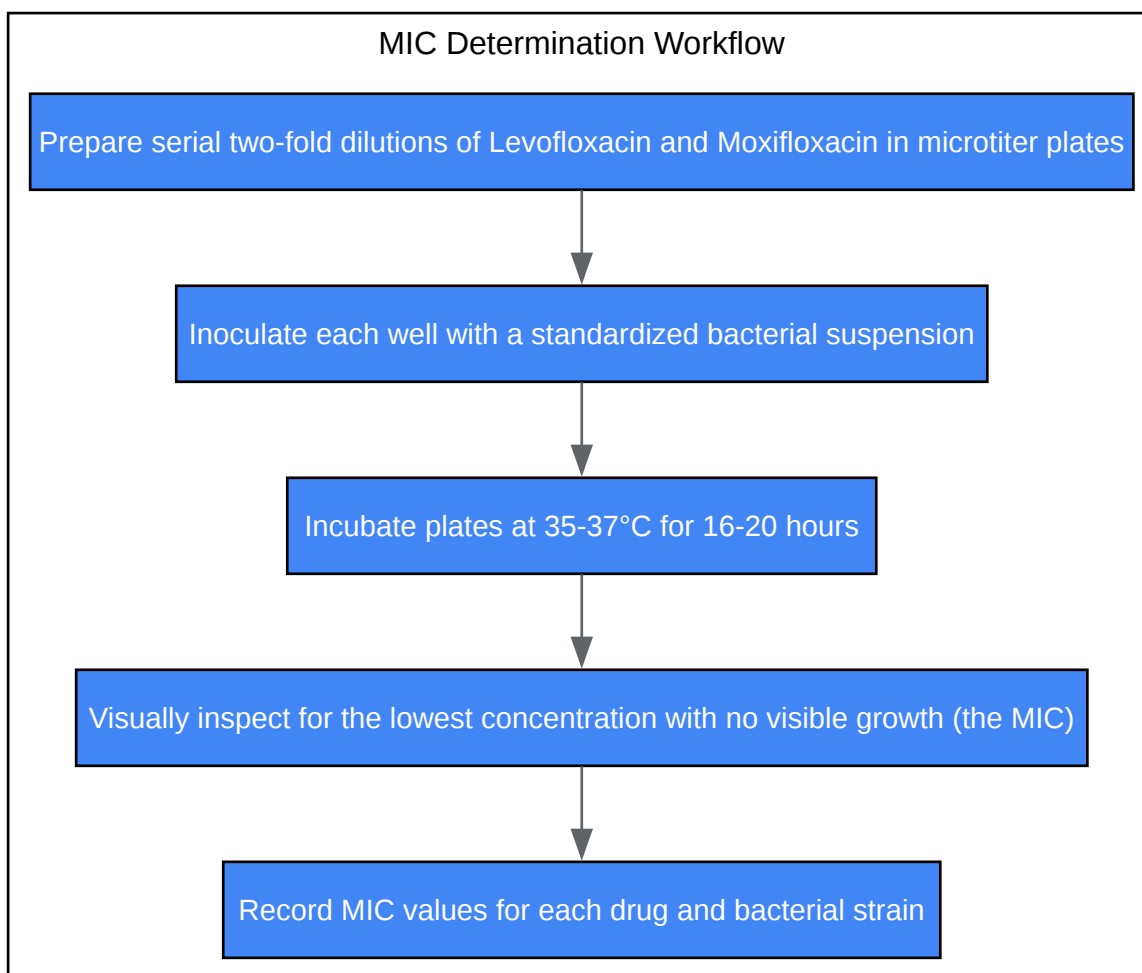 MIC Determination Workflow
Prepare serial two-fold dilutions of Levofloxacin and Moxifloxacin in microtiter plates
Inoculate each well with a standardized bacterial suspension
Incubate plates at 35-37°C for 16-20 hours
Visually inspect for the lowest concentration with no visible growth (the MIC)
Record MIC values for each drug and bacterial strain